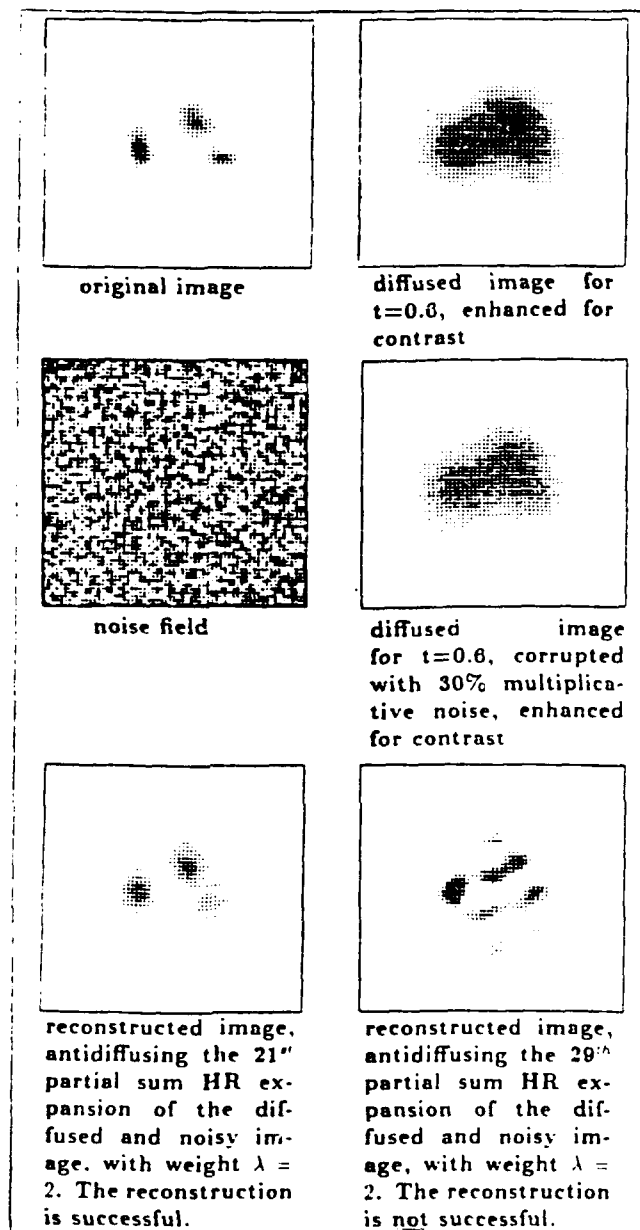 original image
diffused image for
t=0.6, enhanced for
contrast
noise field
diffused image
for t=0.6, corrupted
with 30% multiplica-
tive noise, enhanced
for contrast
reconstructed image,
antidiffusing the 21st
partial sum HR ex-
pansion of the dif-
fused and noisy im-
age. with weight λ =
2. The reconstruction
is successful.
reconstructed image,
antidiffusing the 29th
partial sum HR ex-
pansion of the dif-
fused and noisy im-
age, with weight λ =
2. The reconstruction
is not successful.